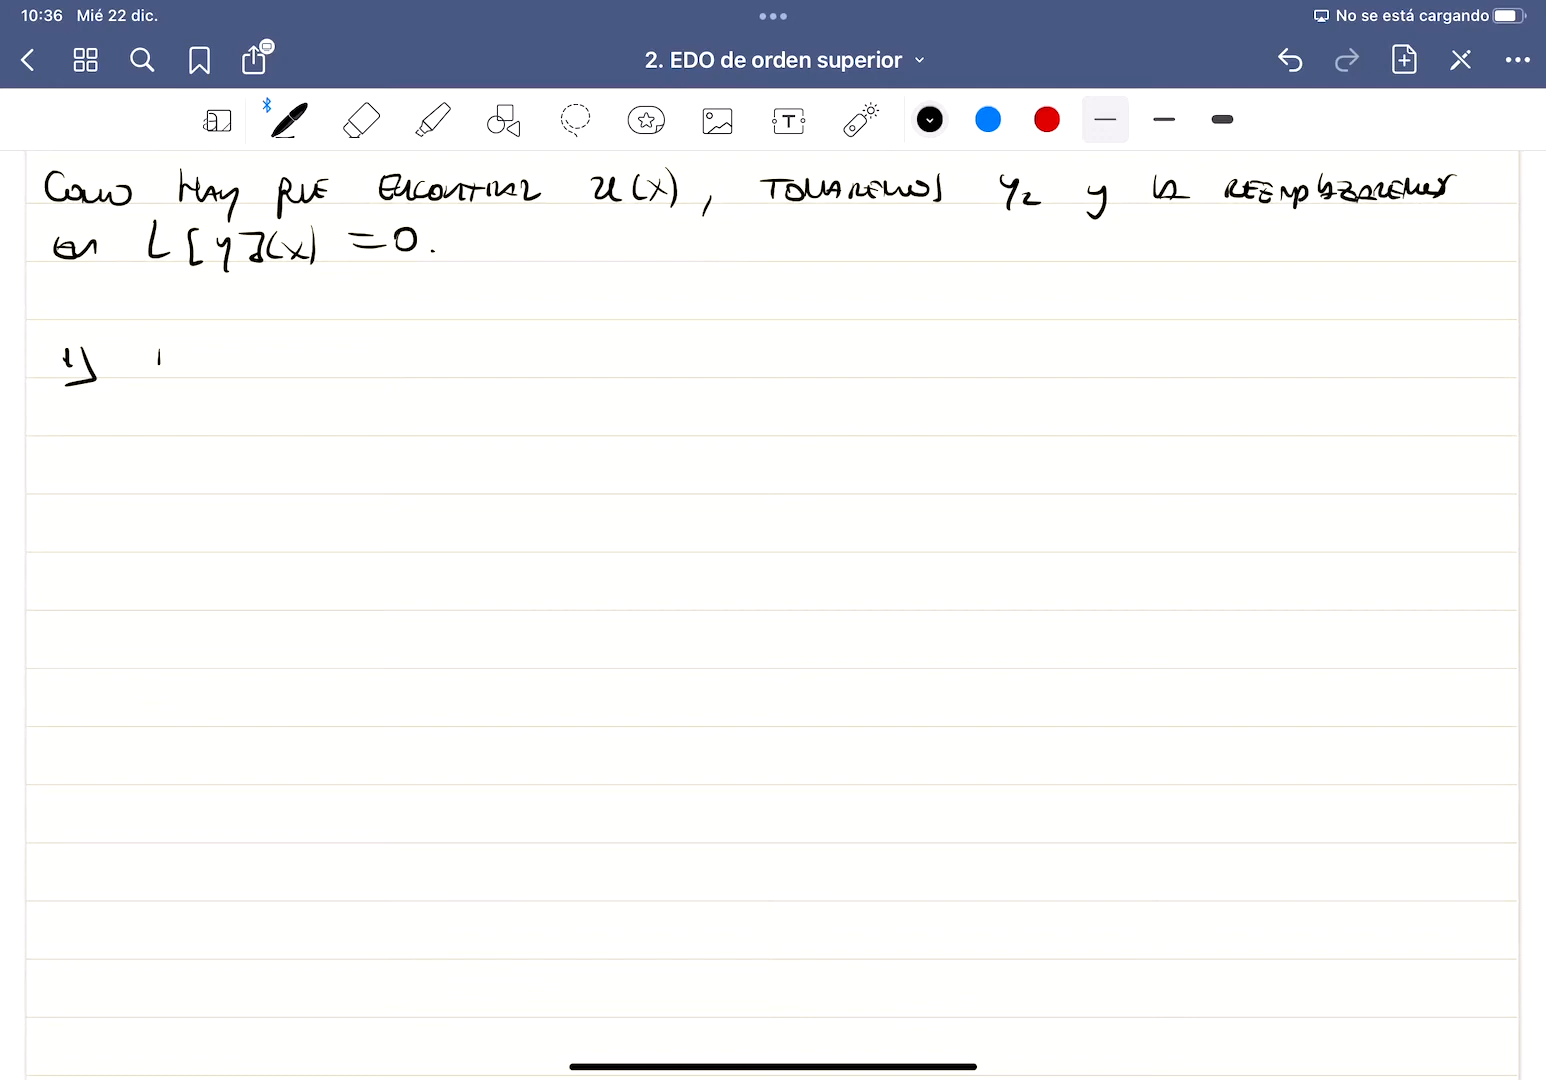 10:36 Mié 22 dic.
No se está cargando
2. EDO de orden superior
T
Como Hay que encontrar u(x), tomaremos y₂ y la reemplazaremos
en L[y](x) = 0.